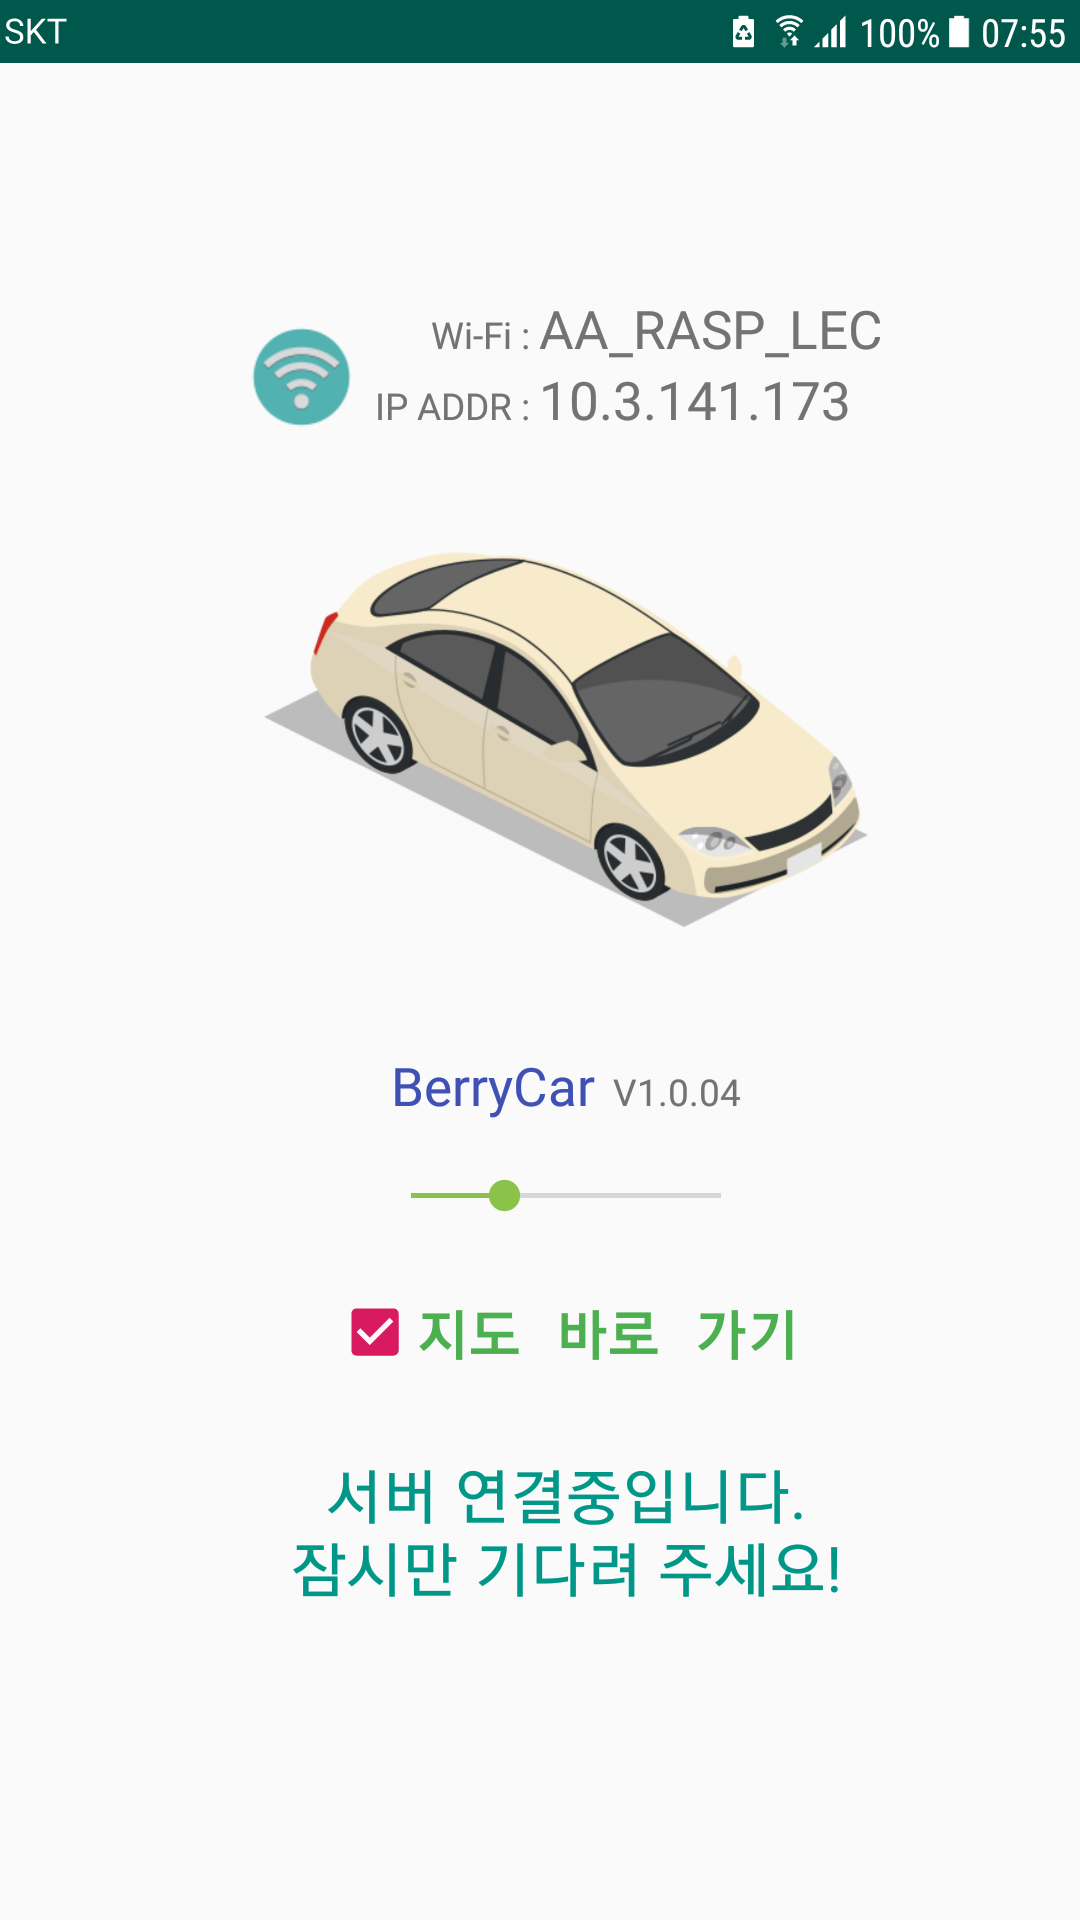 SKT 100% 07:55
Wi-Fi : AA_RASP_LEC
IP ADDR : 10.3.141.173
BerryCar V1.0.04
지도 바로 가기
서버 연결중입니다.
잠시만 기다려 주세요!